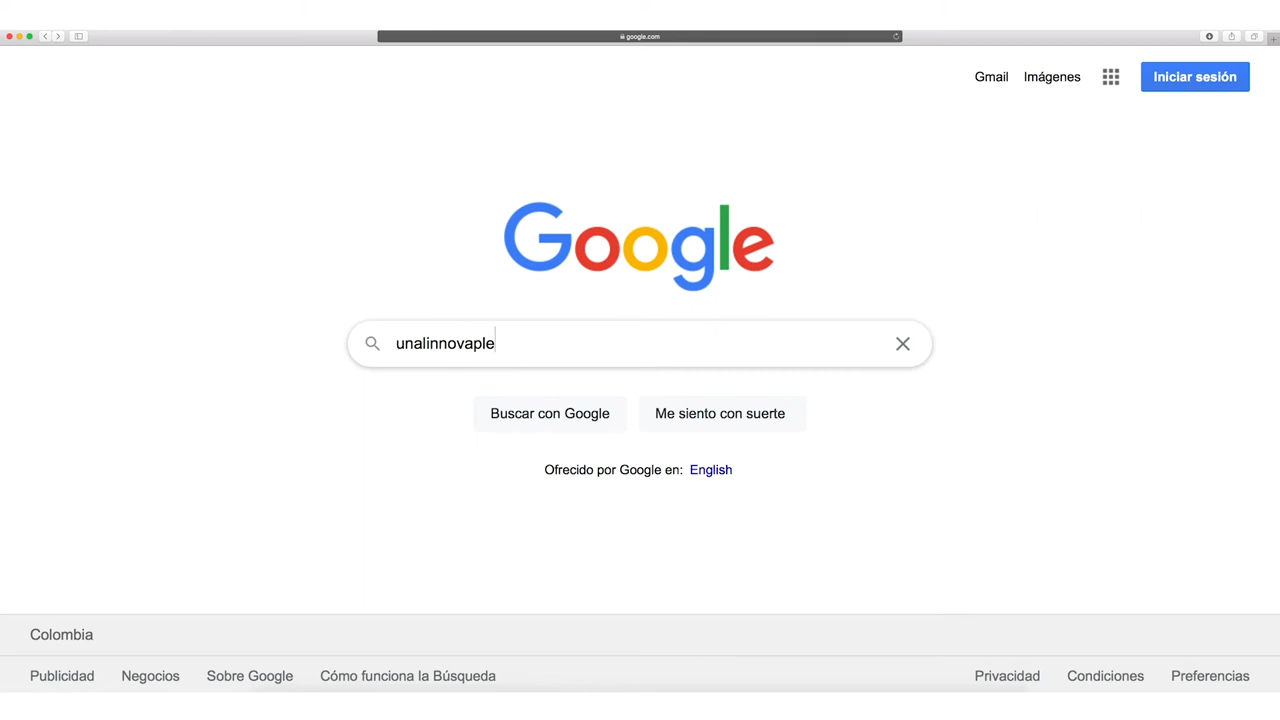 google.com
Gmail Imágenes Iniciar sesión
Google
unalinnovaple
Buscar con Google Me siento con suerte
Ofrecido por Google en: English
Colombia
Publicidad Negocios Sobre Google Cómo funciona la Búsqueda Privacidad Condiciones Preferencias